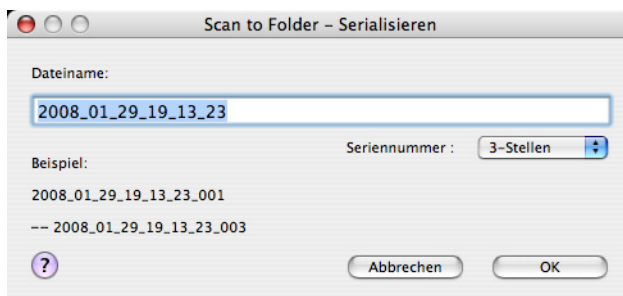 Scan to Folder – Serialisieren
Dateiname:
2008_01_29_19_13_23
Seriennummer : 3-Stellen
Beispiel:
2008_01_29_19_13_23_001
-- 2008_01_29_19_13_23_003
? Abbrechen OK